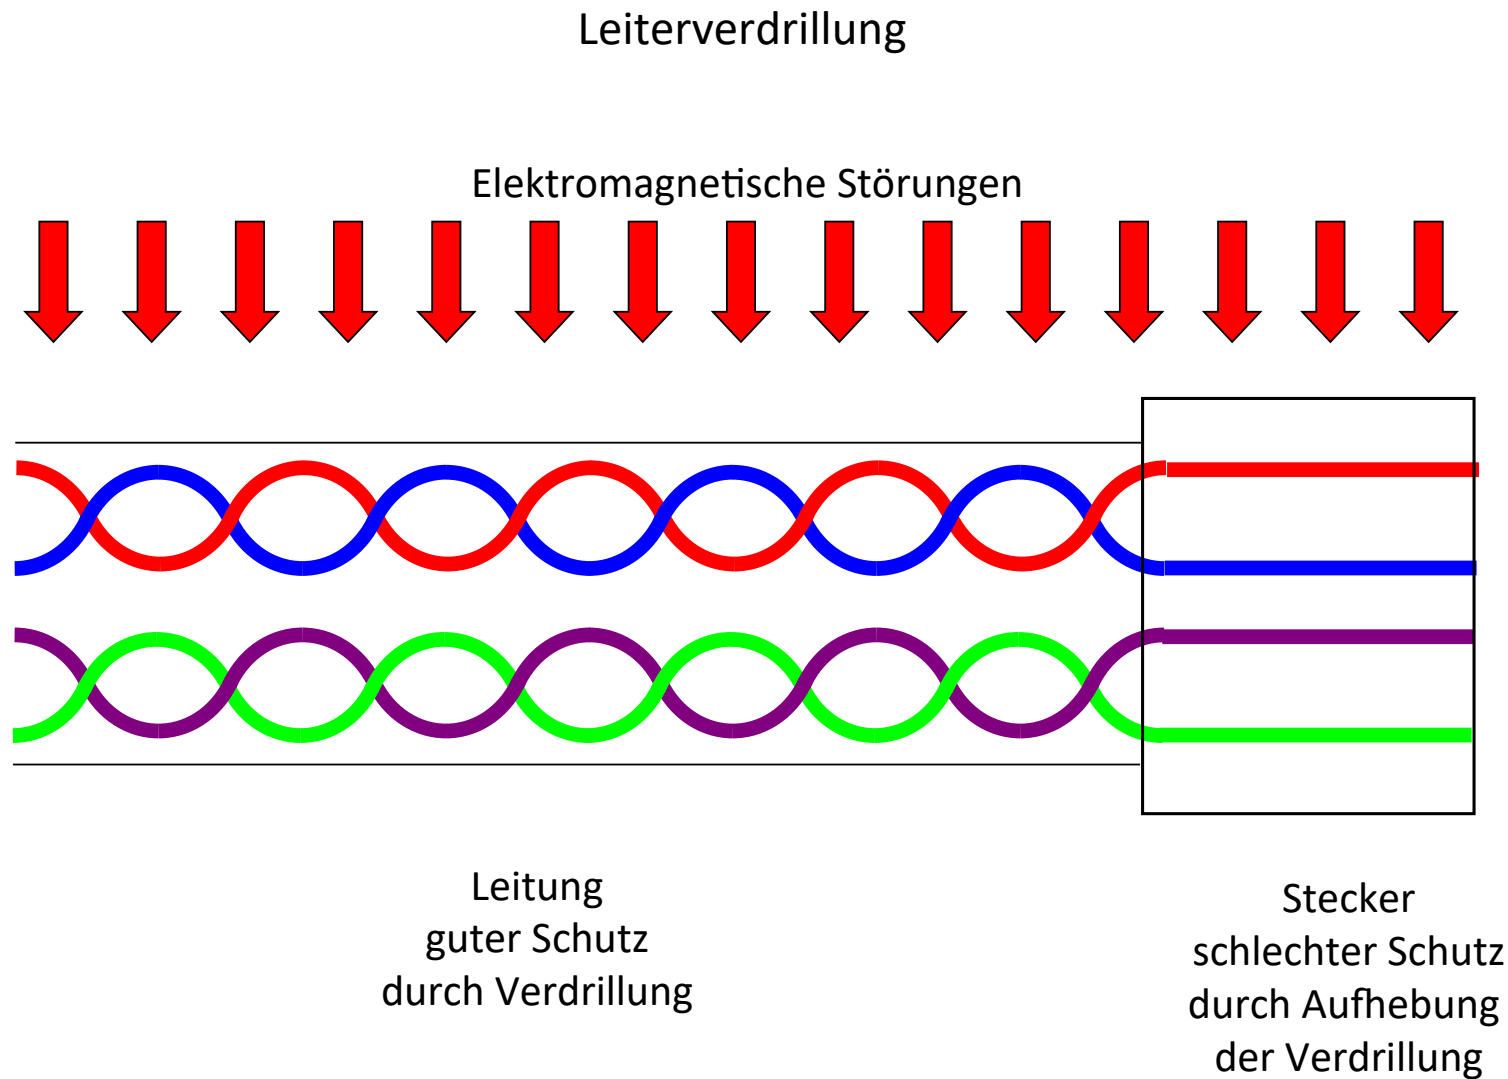 Leiterverdrillung
Elektromagnetische Störungen
Leitung
guter Schutz
durch Verdrillung
Stecker
schlechter Schutz
durch Aufhebung
der Verdrillung